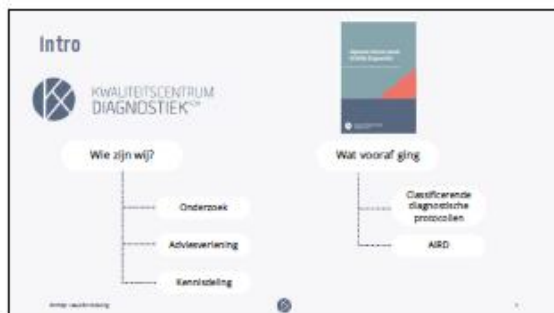 Intro
KWALITEITSCENTRUM
DIAGNOSTIEK
Wie zijn wij?
Onderzoek
Adviesverlening
Kennisdeling
Wat vooraf ging
Classificerende
diagnostische
protocollen
AIRD